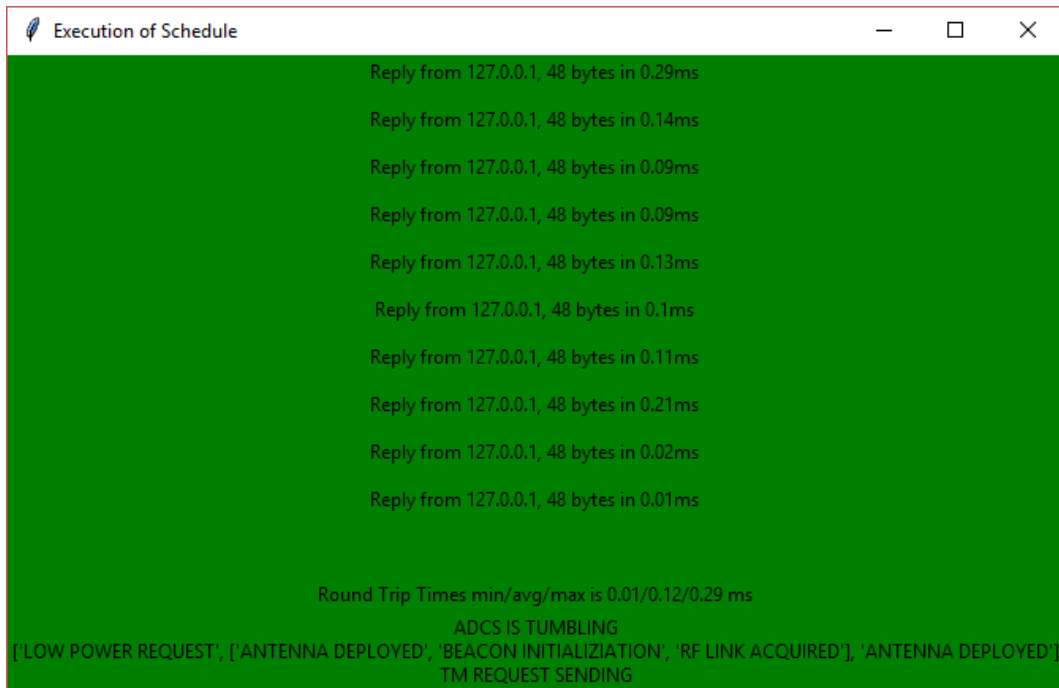 Execution of Schedule
Reply from 127.0.0.1, 48 bytes in 0.29ms
Reply from 127.0.0.1, 48 bytes in 0.14ms
Reply from 127.0.0.1, 48 bytes in 0.09ms
Reply from 127.0.0.1, 48 bytes in 0.09ms
Reply from 127.0.0.1, 48 bytes in 0.13ms
Reply from 127.0.0.1, 48 bytes in 0.1ms
Reply from 127.0.0.1, 48 bytes in 0.11ms
Reply from 127.0.0.1, 48 bytes in 0.21ms
Reply from 127.0.0.1, 48 bytes in 0.02ms
Reply from 127.0.0.1, 48 bytes in 0.01ms
Round Trip Times min/avg/max is 0.01/0.12/0.29 ms
ADCS IS TUMBLING
['LOW POWER REQUEST', ['ANTENNA DEPLOYED', 'BEACON INITIALIZIATION', 'RF LINK ACQUIRED'], 'ANTENNA DEPLOYED']
TM REQUEST SENDING